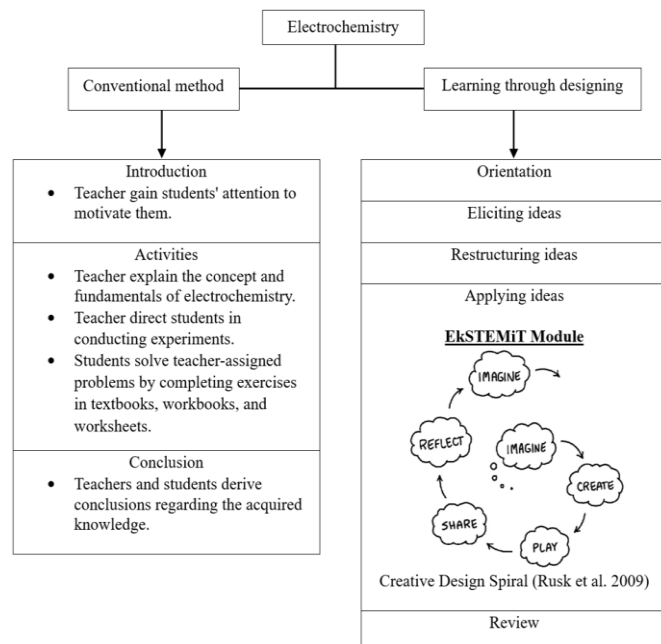 Electrochemistry
Conventional method
Learning through designing
Introduction
• Teacher gain students' attention to
motivate them.
Activities
• Teacher explain the concept and
fundamentals of electrochemistry.
• Teacher direct students in
conducting experiments.
• Students solve teacher-assigned
problems by completing exercises
in textbooks, workbooks, and
worksheets.
Conclusion
• Teachers and students derive
conclusions regarding the acquired
knowledge.
Orientation
Eliciting ideas
Restructuring ideas
Applying ideas
EkSTEMiT Module
IMAGINE
REFLECT
IMAGINE
CREATE
SHARE
PLAY
Creative Design Spiral (Rusk et al. 2009)
Review